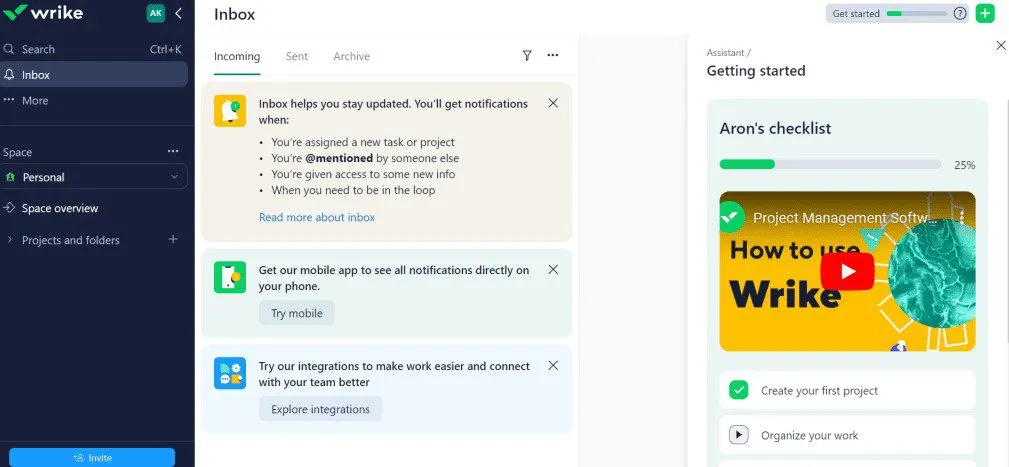 wrike
AK
Search Ctrl+K
Inbox
More
Space
Personal
Space overview
Projects and folders
Invite
Inbox
Get started ?
Incoming Sent Archive
Inbox helps you stay updated. You'll get notifications
when:
• You're assigned a new task or project
• You're @mentioned by someone else
• You're given access to some new info
• When you need to be in the loop
Read more about inbox
Get our mobile app to see all notifications directly on
your phone.
Try mobile
Try our integrations to make work easier and connect
with your team better
Explore integrations
Assistant /
Getting started
Aron's checklist
25%
Project Management Softw...
How to use
Wrike
Create your first project
Organize your work